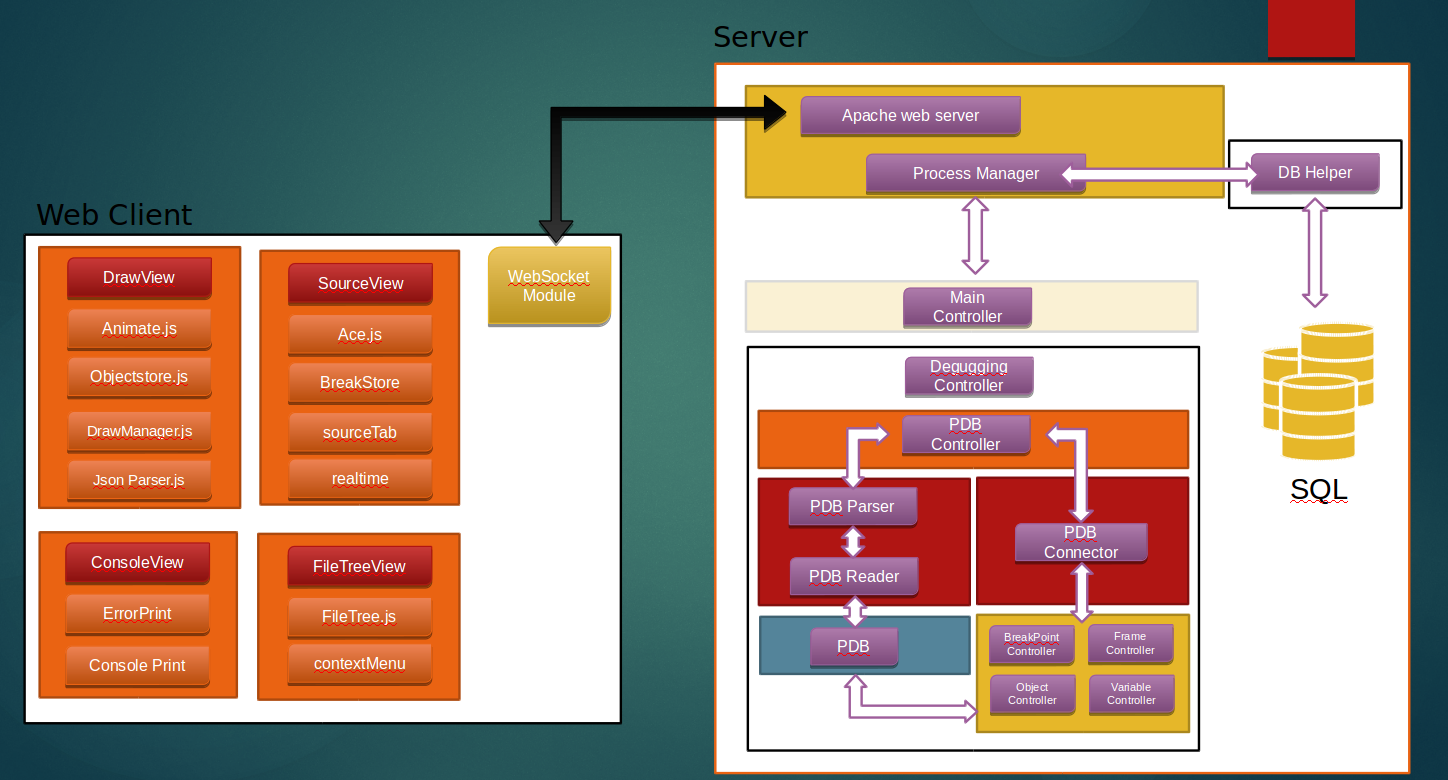 Server
Apache web server
Process Manager
DB Helper
Web Client
DrawView
Animate.js
Objectstore.js
DrawManager.js
Json Parser.js
SourceView
Ace.js
BreakStore
sourceTab
realtime
WebSocket
Module
ConsoleView
ErrorPrint
Console Print
FileTreeView
FileTree.js
contextMenu
Main
Controller
Degugging
Controller
PDB
Controller
PDB Parser
PDB Reader
PDB
Connector
PDB
BreakPoint
Controller
Frame
Controller
Object
Controller
Variable
Controller
SQL